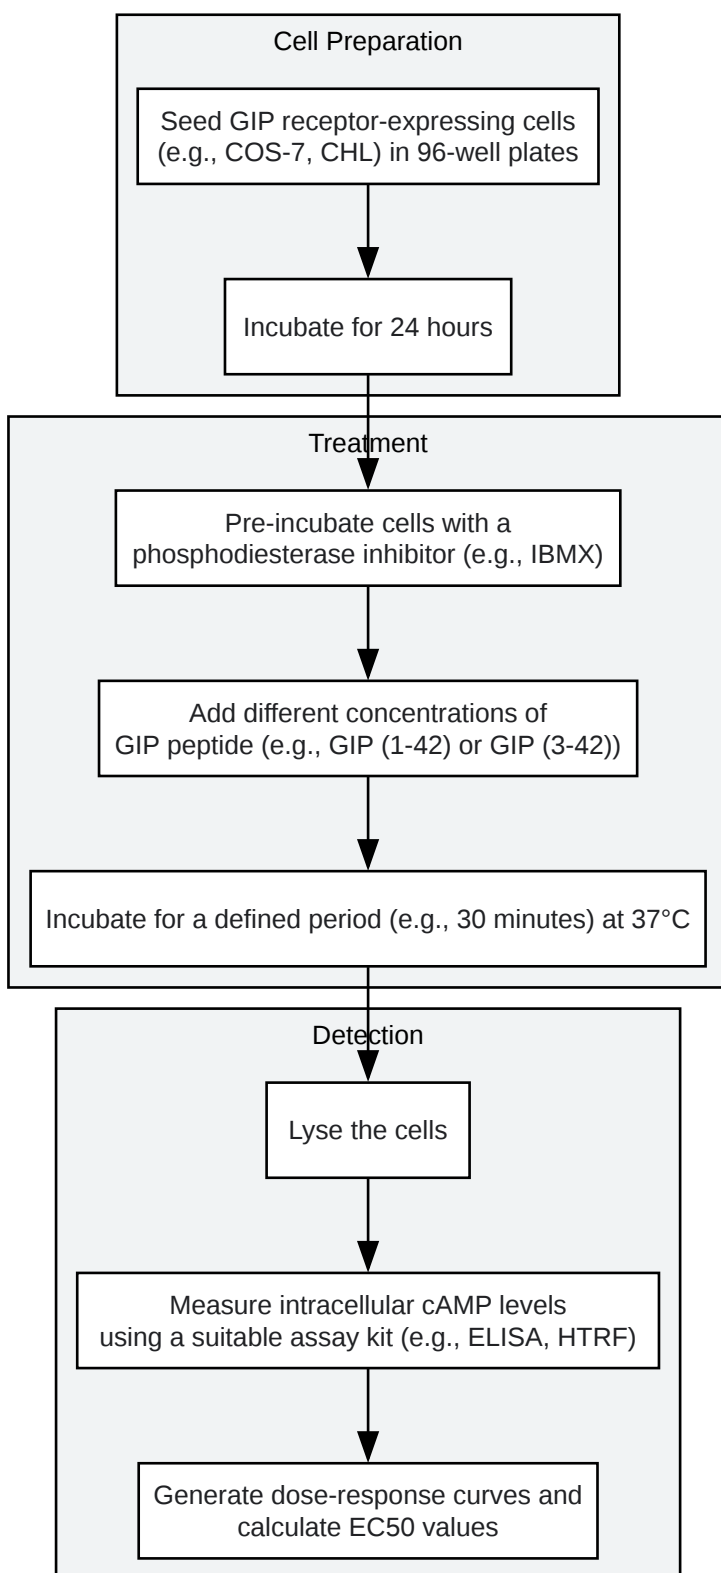 Cell Preparation
Seed GIP receptor-expressing cells
(e.g., COS-7, CHL) in 96-well plates
Incubate for 24 hours
Treatment
Pre-incubate cells with a
phosphodiesterase inhibitor (e.g., IBMX)
Add different concentrations of
GIP peptide (e.g., GIP (1-42) or GIP (3-42))
Incubate for a defined period (e.g., 30 minutes) at 37°C
Detection
Lyse the cells
Measure intracellular cAMP levels
using a suitable assay kit (e.g., ELISA, HTRF)
Generate dose-response curves and
calculate EC50 values